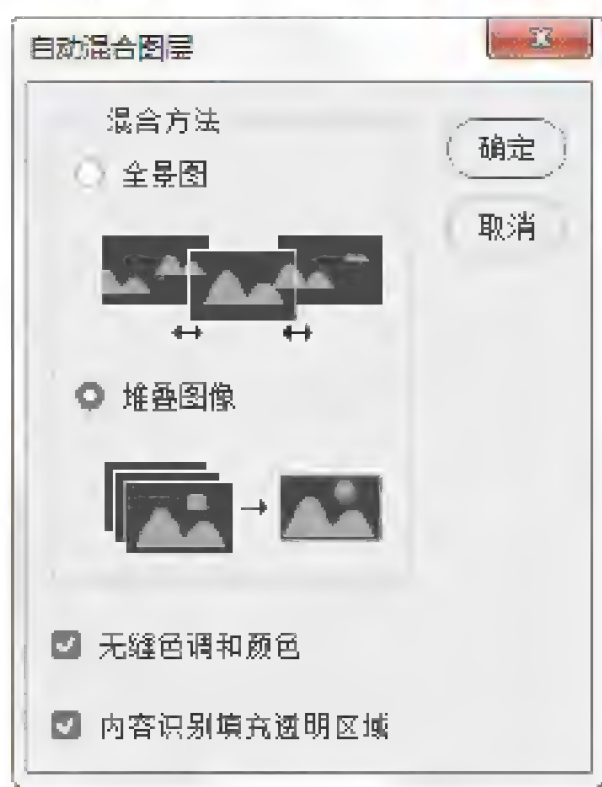 自动混合图层
混合方法
确定
全景图
取消
堆叠图像
无缝色调和颜色
内容识别填充透明区域